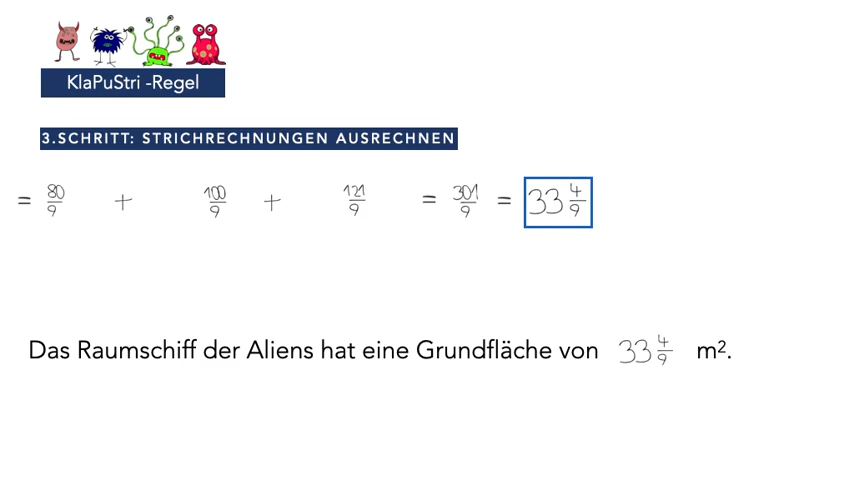 KlaPuStri -Regel
3.SCHRITT: STRICHRECHNUNGEN AUSRECHNEN
= 80/9 + 100/9 + 121/9 = 301/9 = 33 4/9
Das Raumschiff der Aliens hat eine Grundfläche von 33 4/9 m².